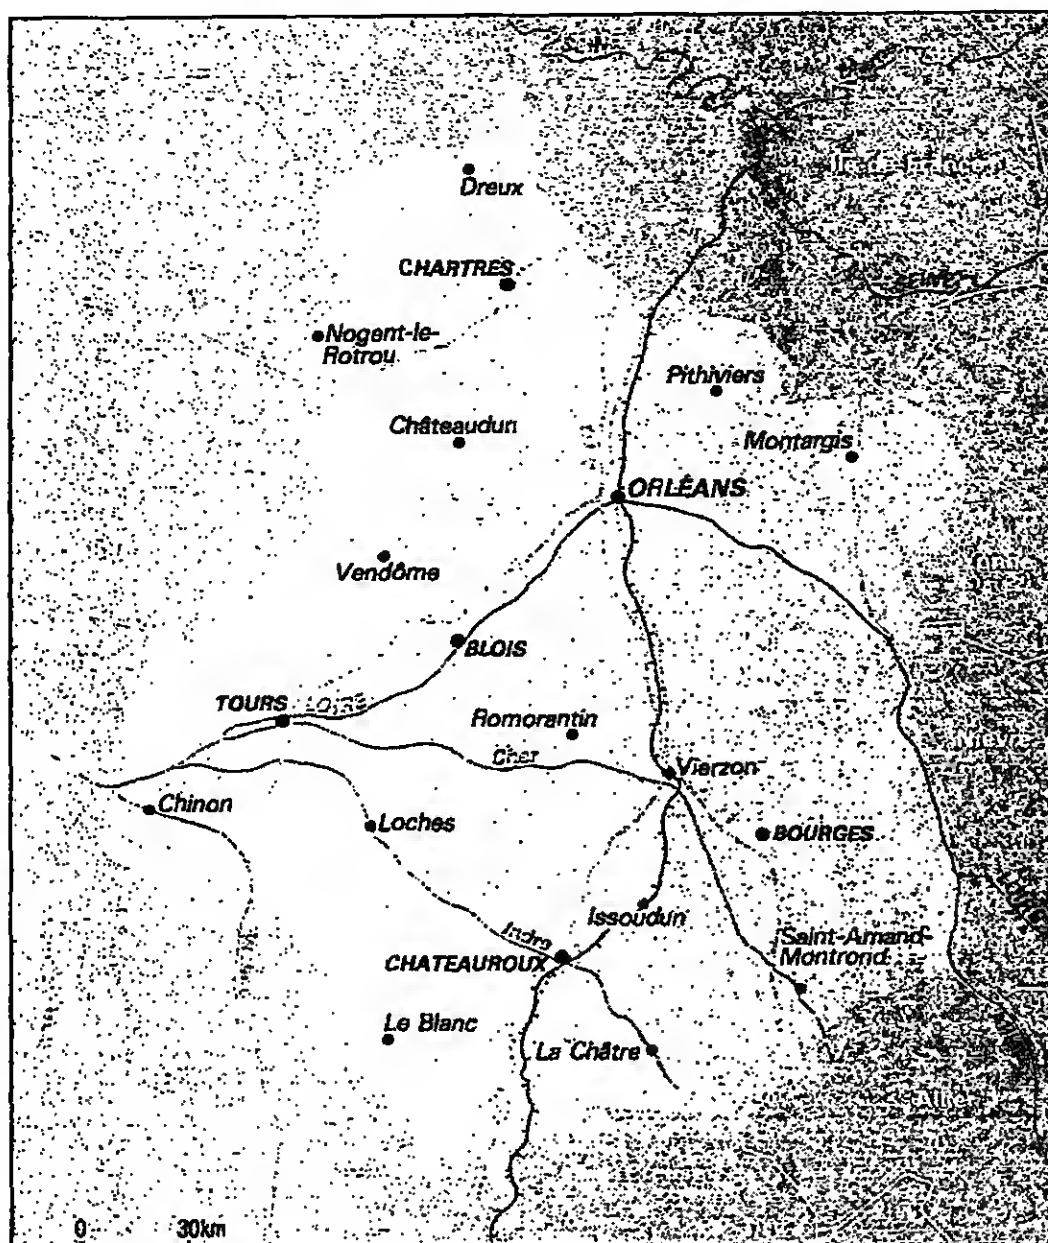 SEINE
Dreux
CHARTRES
Nogent-le-
Rotrou
Pithiviers
Châteaudun
Montargis
ORLÉANS
Vendôme
BLOIS
TOURS
LOIRE
Romorantin
Cher
Vierzon
Chinon
Loches
BOURGES
Issoudun
Indre
Saint-Amand-
Montrond
CHATEAUROUX
Le Blanc
La Châtre
0 30km